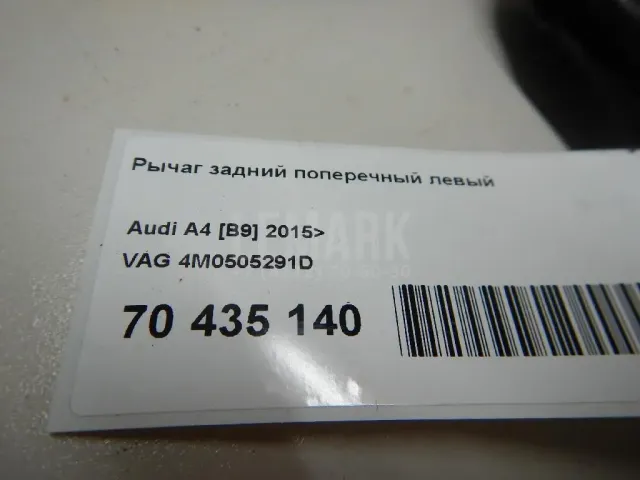 Рычаг задний поперечный левый
Audi A4 [B9] 2015>
VAG 4M0505291D
70 435 140